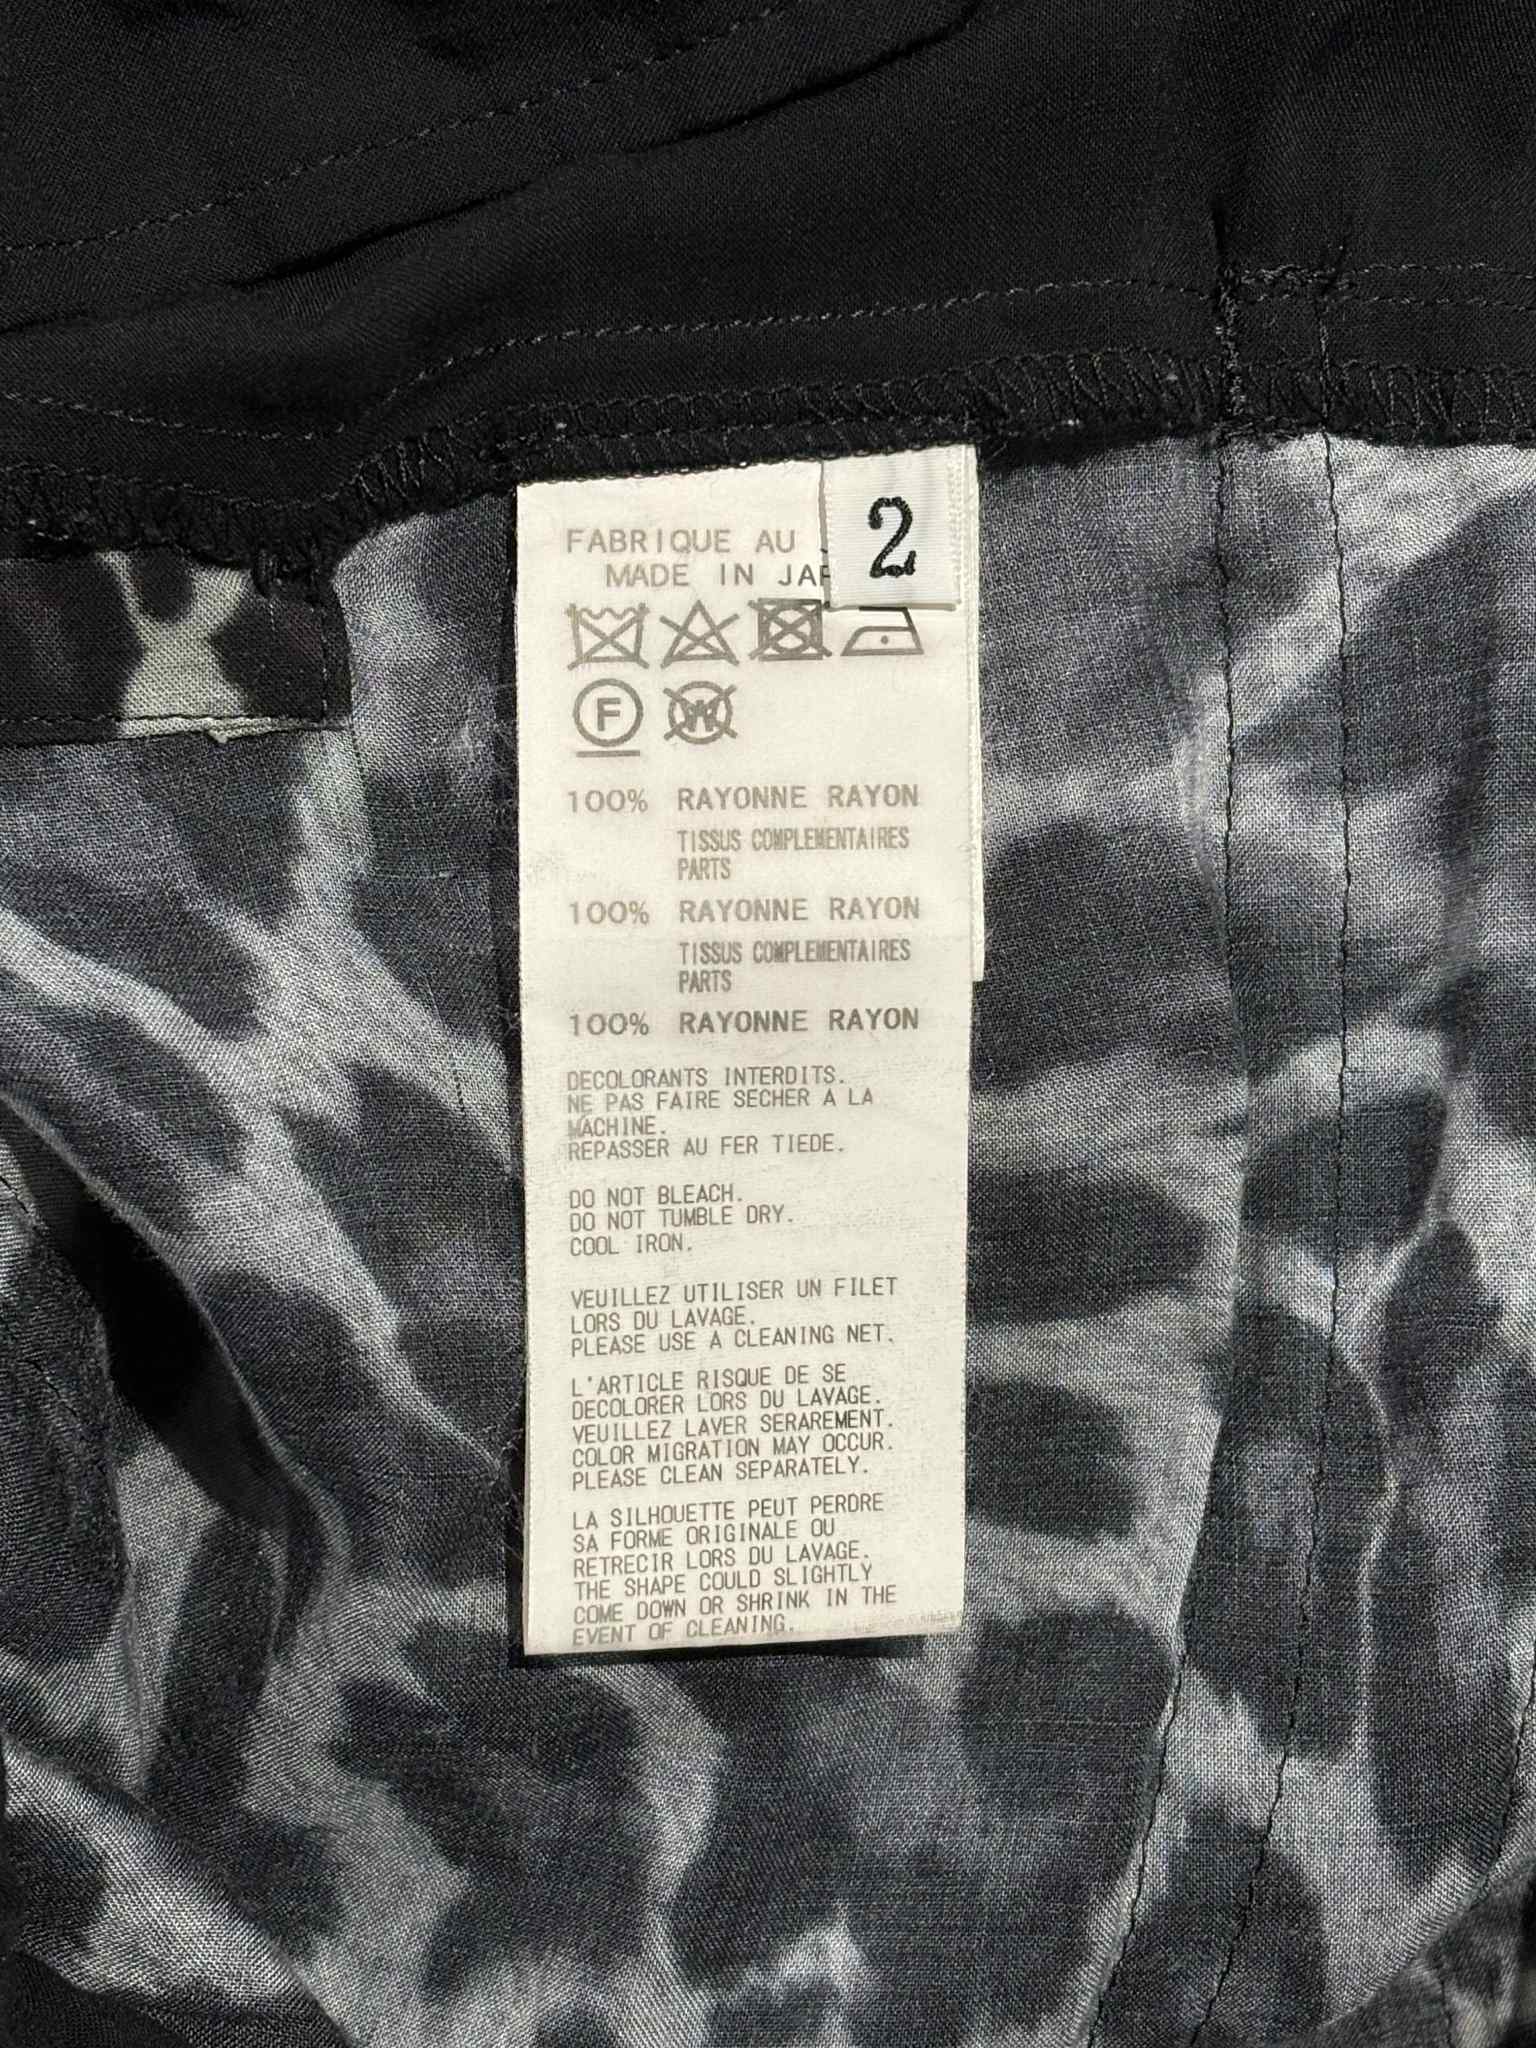 FABRIQUE AU
2
MADE IN JAP
F
W
100% RAYONNE RAYON
TISSUS COMPLEMENTAIRES
PARTS
100% RAYONNE RAYON
TISSUS COMPLEMENTAIRES
PARTS
100% RAYONNE RAYON
DECOLORANTS INTERDITS.
NE PAS FAIRE SECHER A LA
MACHINE.
REPASSER AU FER TIEDE.
DO NOT BLEACH.
DO NOT TUMBLE DRY.
COOL IRON.
VEUILLEZ UTILISER UN FILET
LORS DU LAVAGE.
PLEASE USE A CLEANING NET.
L'ARTICLE RISQUE DE SE
DECOLORER LORS DU LAVAGE.
VEUILLEZ LAVER SERAREMENT.
COLOR MIGRATION MAY OCCUR.
PLEASE CLEAN SEPARATELY.
LA SILHOUETTE PEUT PERDRE
SA FORME ORIGINALE OU
RETRECIR LORS DU LAVAGE.
THE SHAPE COULD SLIGHTLY
COME DOWN OR SHRINK IN THE
EVENT OF CLEANING.